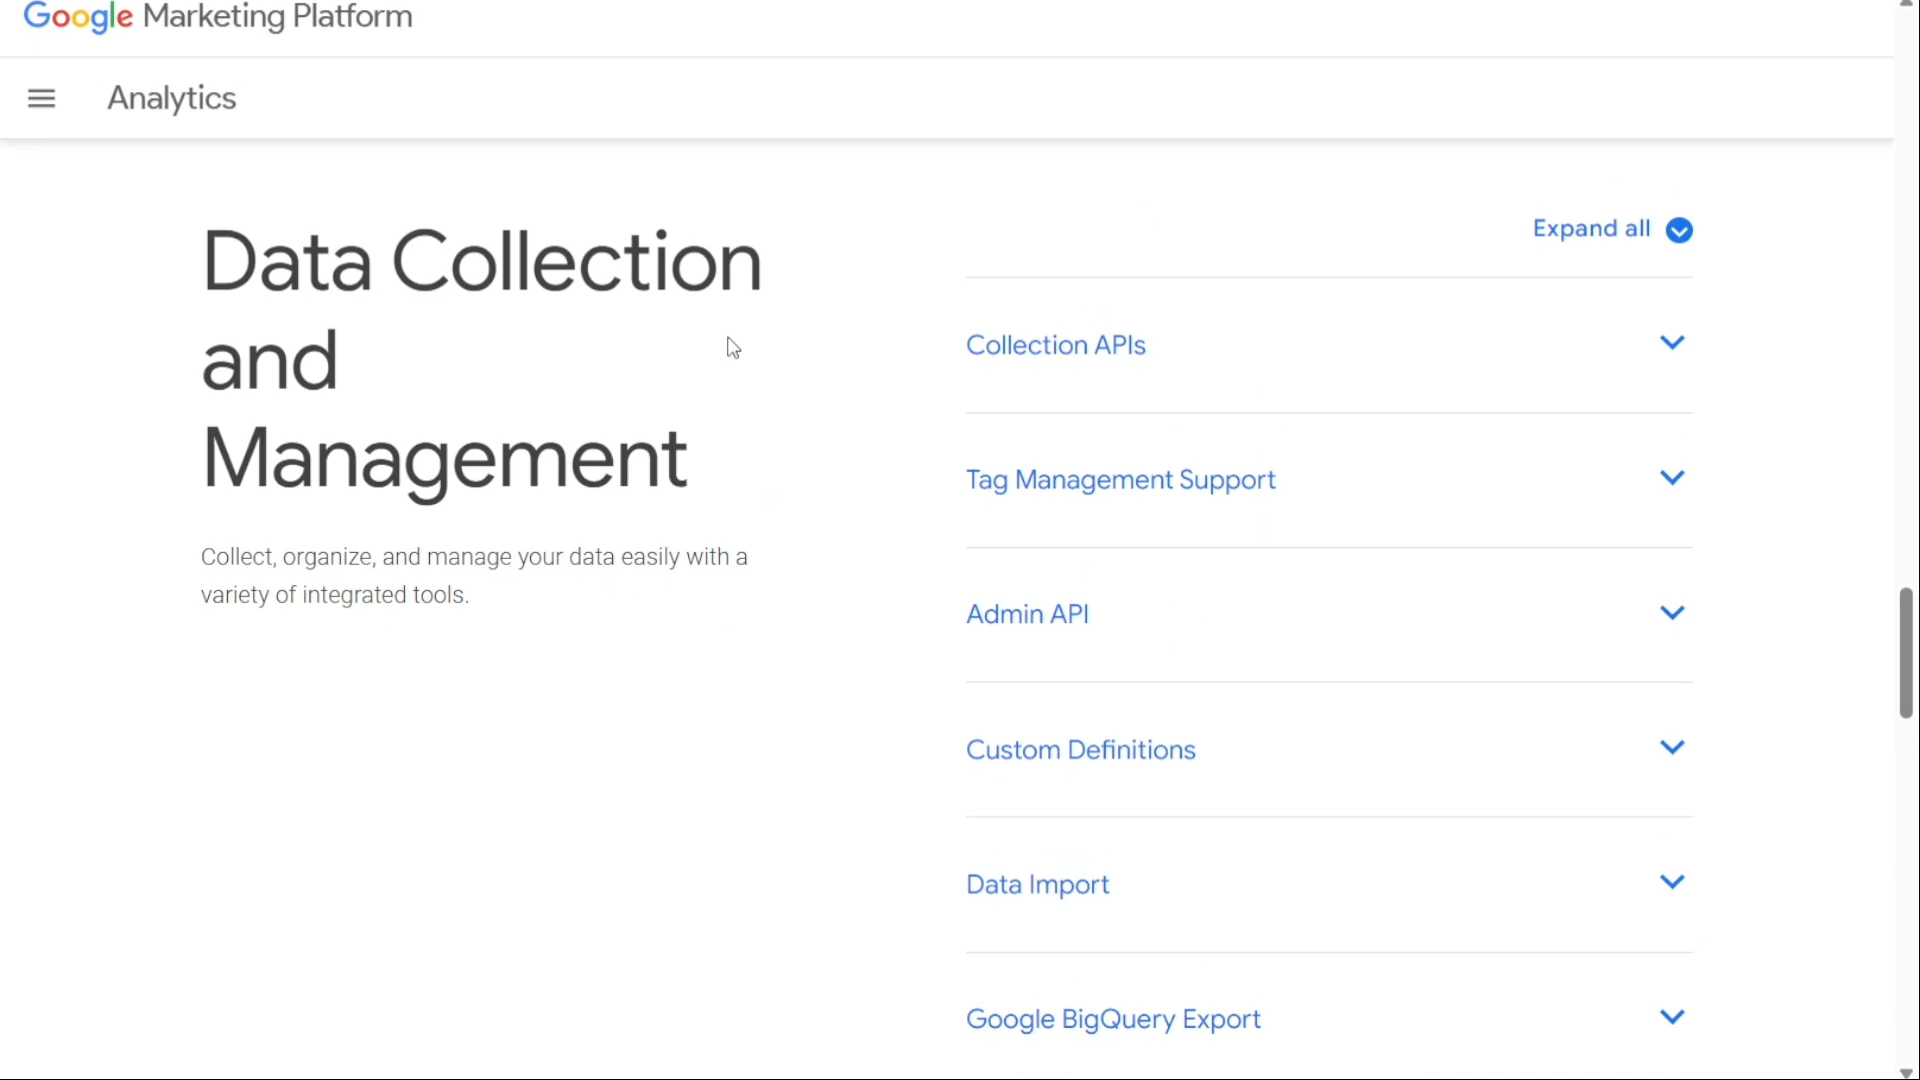 Google Marketing Platform
Analytics
Data Collection
and
Management
Collect, organize, and manage your data easily with a
variety of integrated tools.
Expand all
Collection APIs
Tag Management Support
Admin API
Custom Definitions
Data Import
Google BigQuery Export